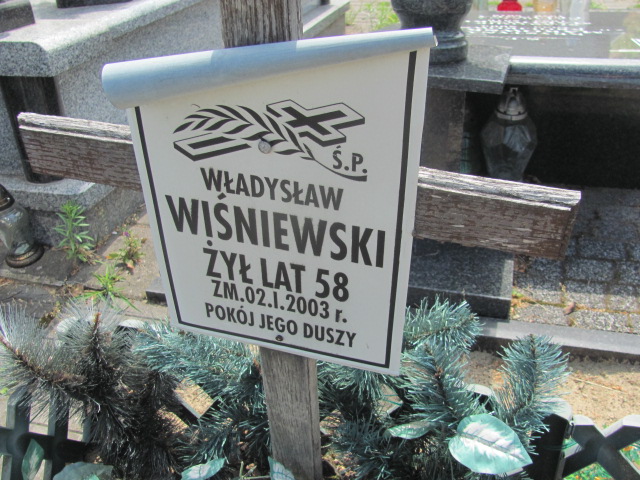 Ś.P.
WŁADYSŁAW
WIŚNIEWSKI
ŻYŁ LAT 58
ZM.02.I.2003 r.
POKÓJ JEGO DUSZY